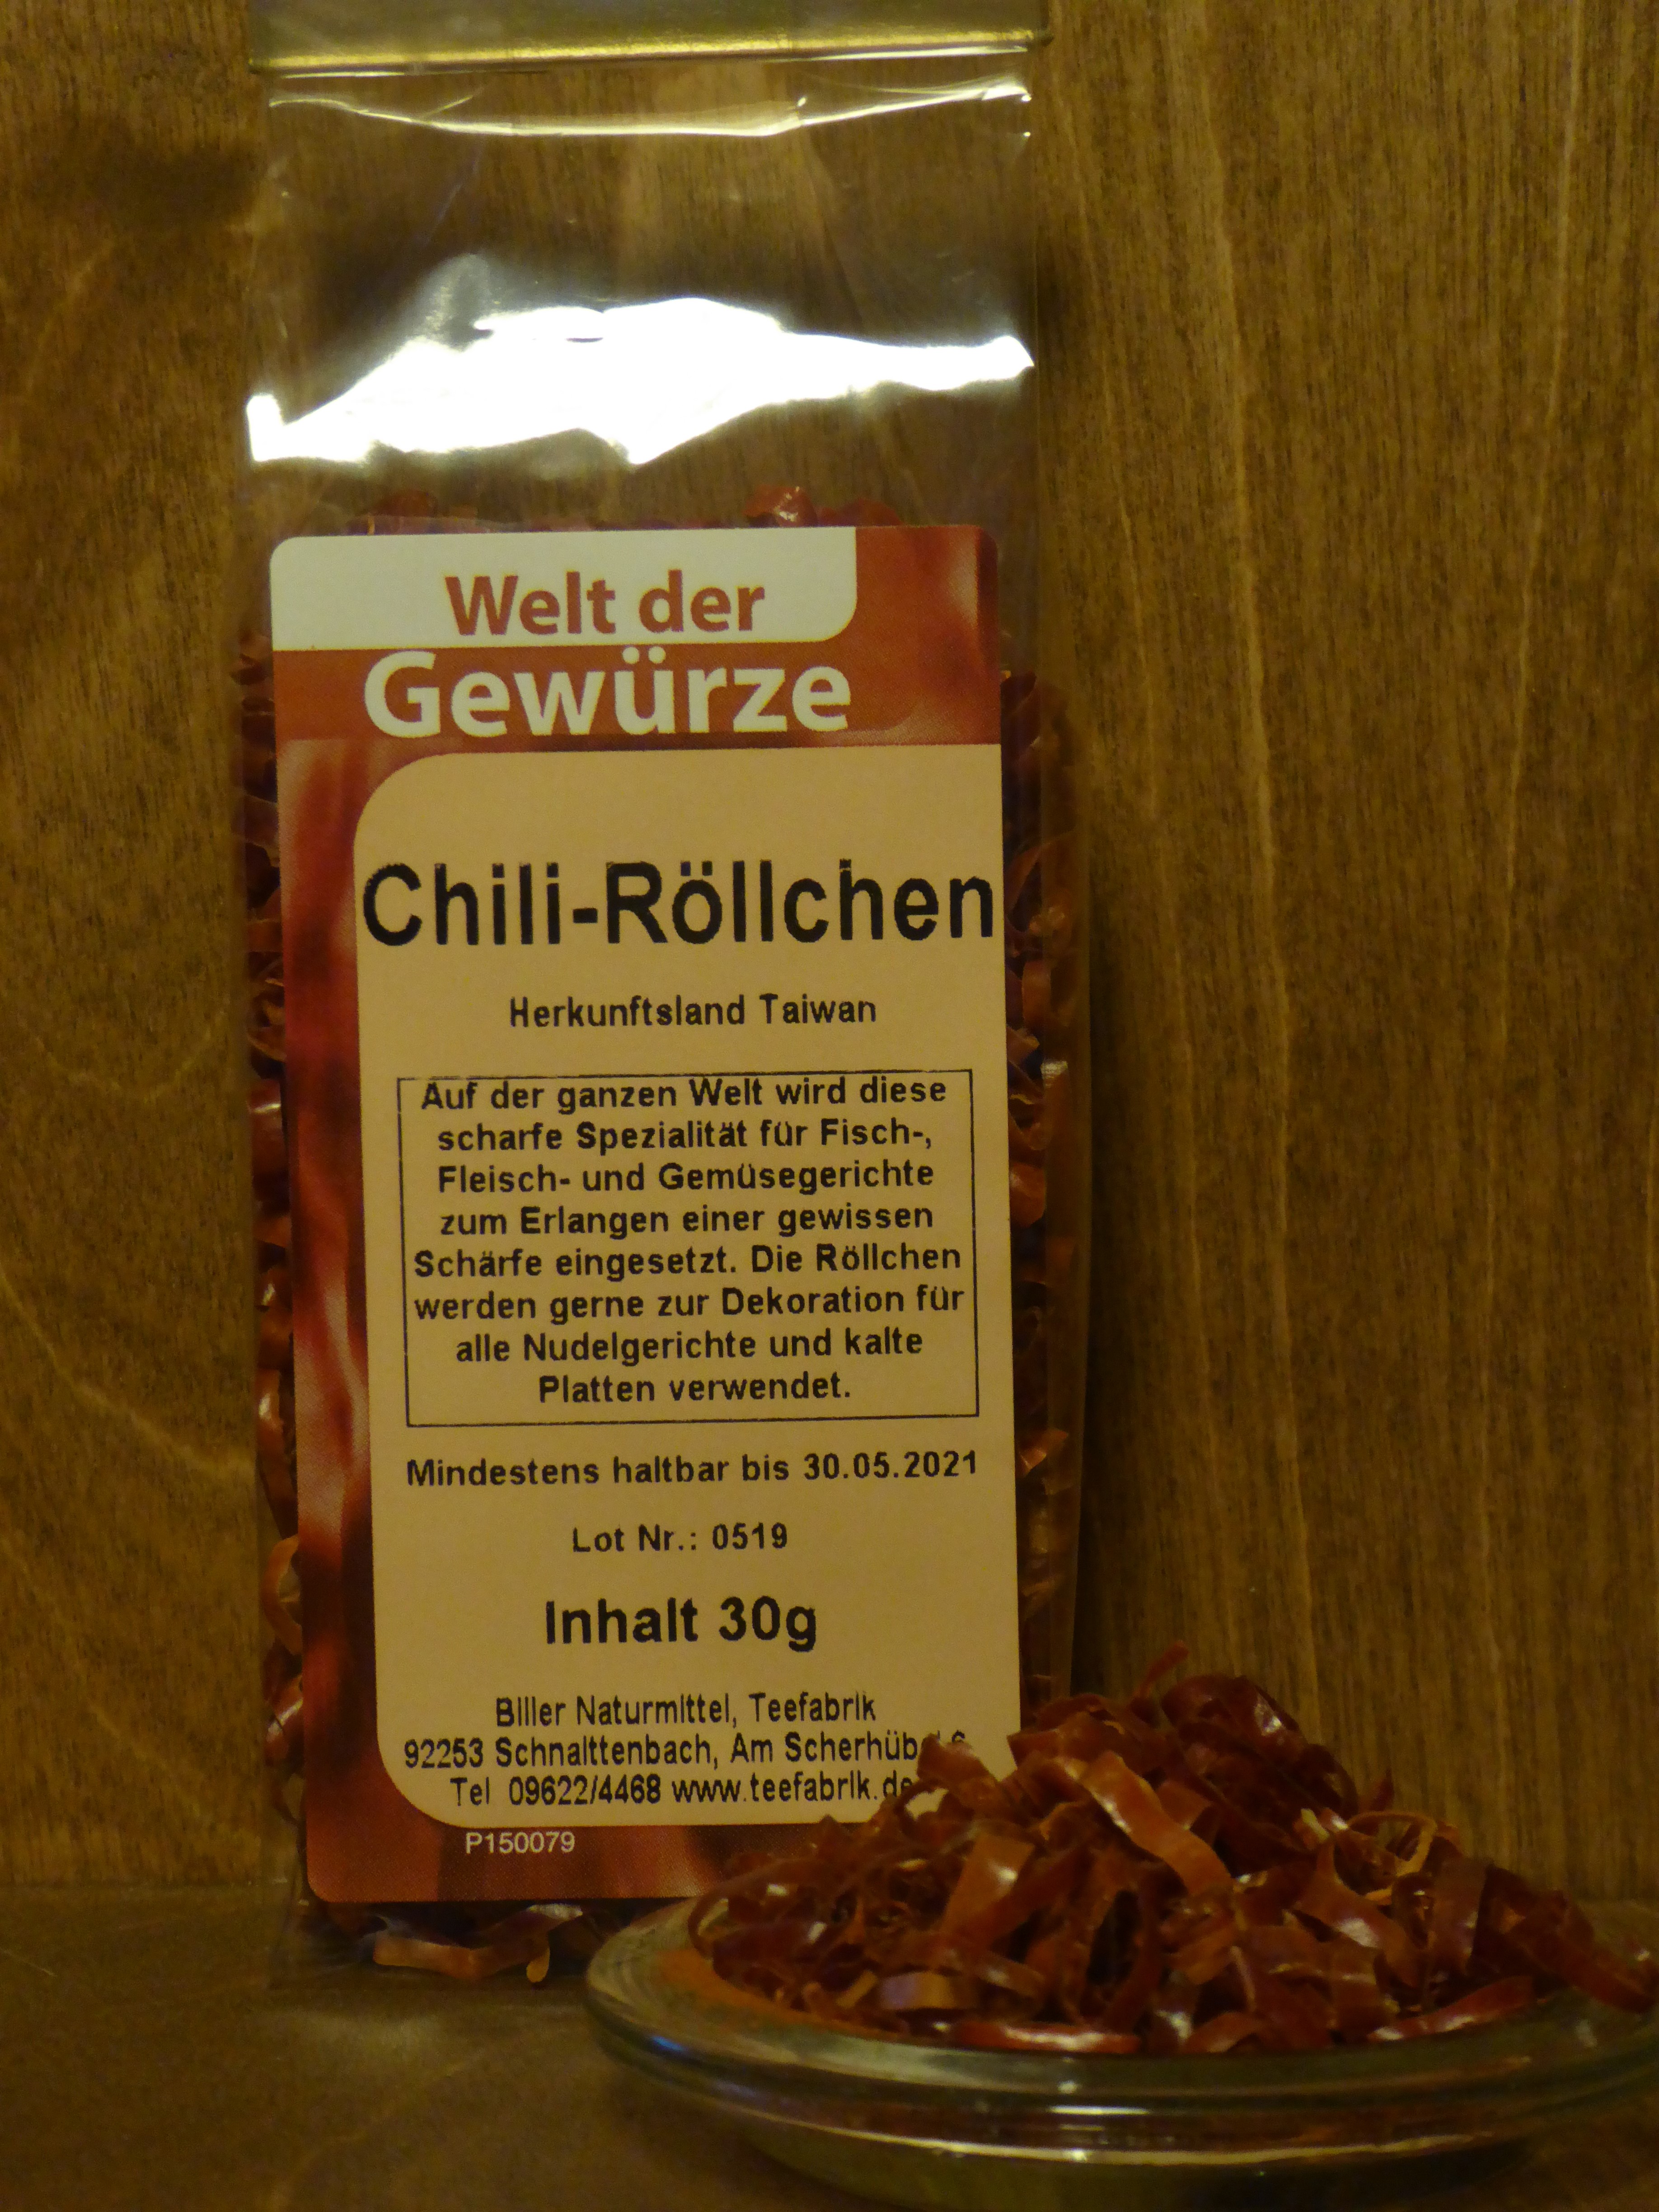 Welt der
Gewürze
Chili-Röllchen
Herkunftsland Taiwan
Auf der ganzen Welt wird diese
scharfe Spezialität für Fisch-,
Fleisch- und Gemüsegerichte
zum Erlangen einer gewissen
Schärfe eingesetzt. Die Röllchen
werden gerne zur Dekoration für
alle Nudelgerichte und kalte
Platten verwendet.
Mindestens haltbar bis 30.05.2021
Lot Nr.: 0519
Inhalt 30g
Biller Naturmittel, Teefabrik
92253 Schnaittenbach, Am
Tel 09622/4468 www.teefabrik.de
P150079